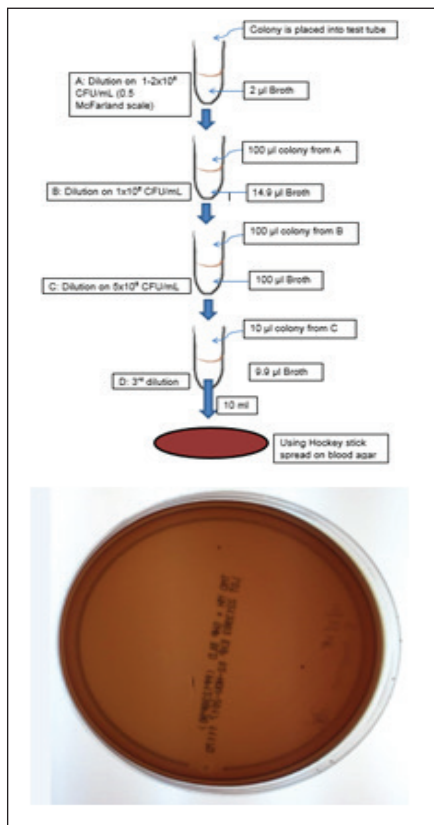 Colony is placed into test tube
A: Dilution on 1-2x10⁸
CFU/mL (0.5
McFarland scale)
2 µl Broth
100 µl colony from A
B: Dilution on 1x10⁶ CFU/mL
14.9 µl Broth
100 µl colony from B
C: Dilution on 5x10⁵ CFU/mL
100 µl Broth
10 µl colony from C
D: 3ʳᵈ dilution
9.9 µl Broth
10 ml
Using Hockey stick
spread on blood agar